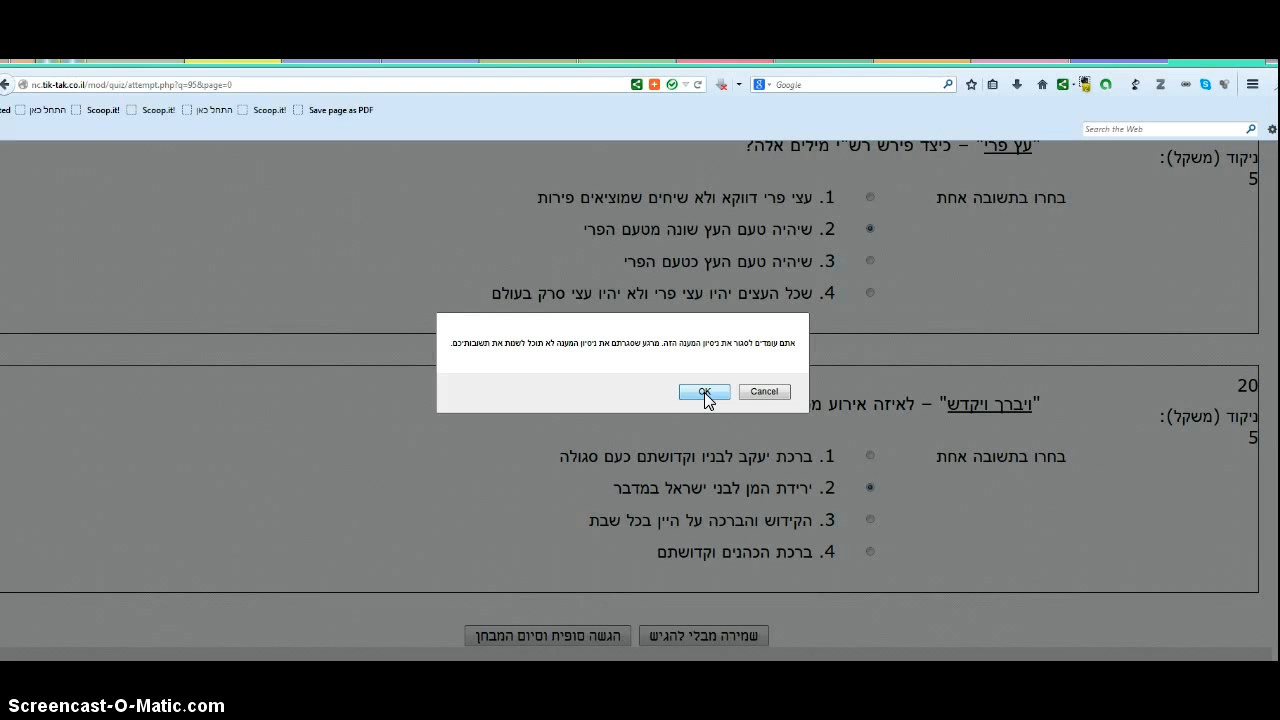 nc.tik-tak.co.il/mod/quiz/attempt.php?q=95&page=0
Google
ted התחל כאן Scoop.it! Scoop.it! התחל כאן Scoop.it! Save page as PDF
Search the Web
"עץ פרי" – כיצד פירש רש"י מילים אלה?
ניקוד (משקל):
5
בחרו בתשובה אחת
1. עצי פרי דווקא ולא שיחים שמוציאים פירות
2. שיהיה טעם העץ שונה מטעם הפרי
3. שיהיה טעם העץ כטעם הפרי
4. שכל העצים יהיו עצי פרי ולא יהיו עצי סרק בעולם
אתם עומדים לסגור את ניסיון המענה הזה. מרגע שסגרתם את ניסיון המענה לא תוכל לשנות את תשובותיכם.
OK Cancel
20
ניקוד (משקל):
5
"ויברך ויקדש" – לאיזה אירוע
בחרו בתשובה אחת
1. ברכת יעקב לבניו וקדושתם כעם סגולה
2. ירידת המן לבני ישראל במדבר
3. הקידוש והברכה על היין בכל שבת
4. ברכת הכהנים וקדושתם
שמירה מבלי להגיש
הגשה סופית וסיום המבחן
Screencast-O-Matic.com